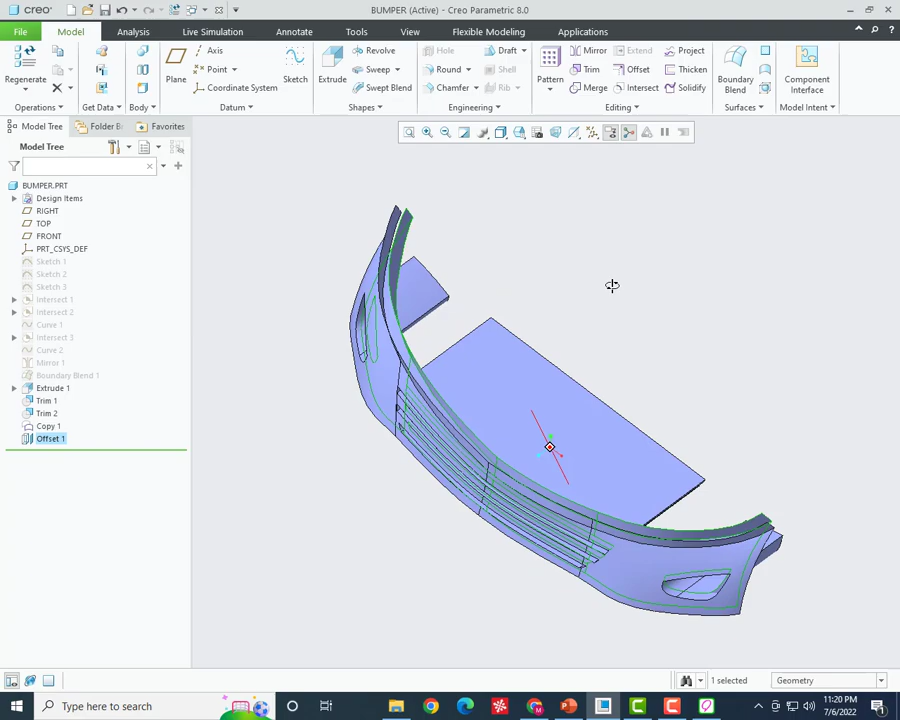 creo
BUMPER (Active) - Creo Parametric 8.0
File
Model
Analysis
Live Simulation
Annotate
Tools
View
Flexible Modeling
Applications
Regenerate
Operations
Get Data
Body
Plane
Axis
Point
Coordinate System
Sketch
Datum
Extrude
Revolve
Sweep
Swept Blend
Shapes
Hole
Round
Chamfer
Draft
Shell
Rib
Engineering
Pattern
Mirror
Trim
Merge
Extend
Offset
Intersect
Project
Thicken
Solidify
Editing
Boundary
Blend
Surfaces
Component
Interface
Model Intent
Model Tree
Folder B
Favorites
Model Tree
BUMPER.PRT
Design Items
RIGHT
TOP
FRONT
PRT_CSYS_DEF
Sketch 1
Sketch 2
Sketch 3
Intersect 1
Intersect 2
Curve 1
Intersect 3
Curve 2
Mirror 1
Boundary Blend 1
Extrude 1
Trim 1
Trim 2
Copy 1
Offset 1
1 selected
Geometry
Type here to search
11:20 PM
7/6/2022